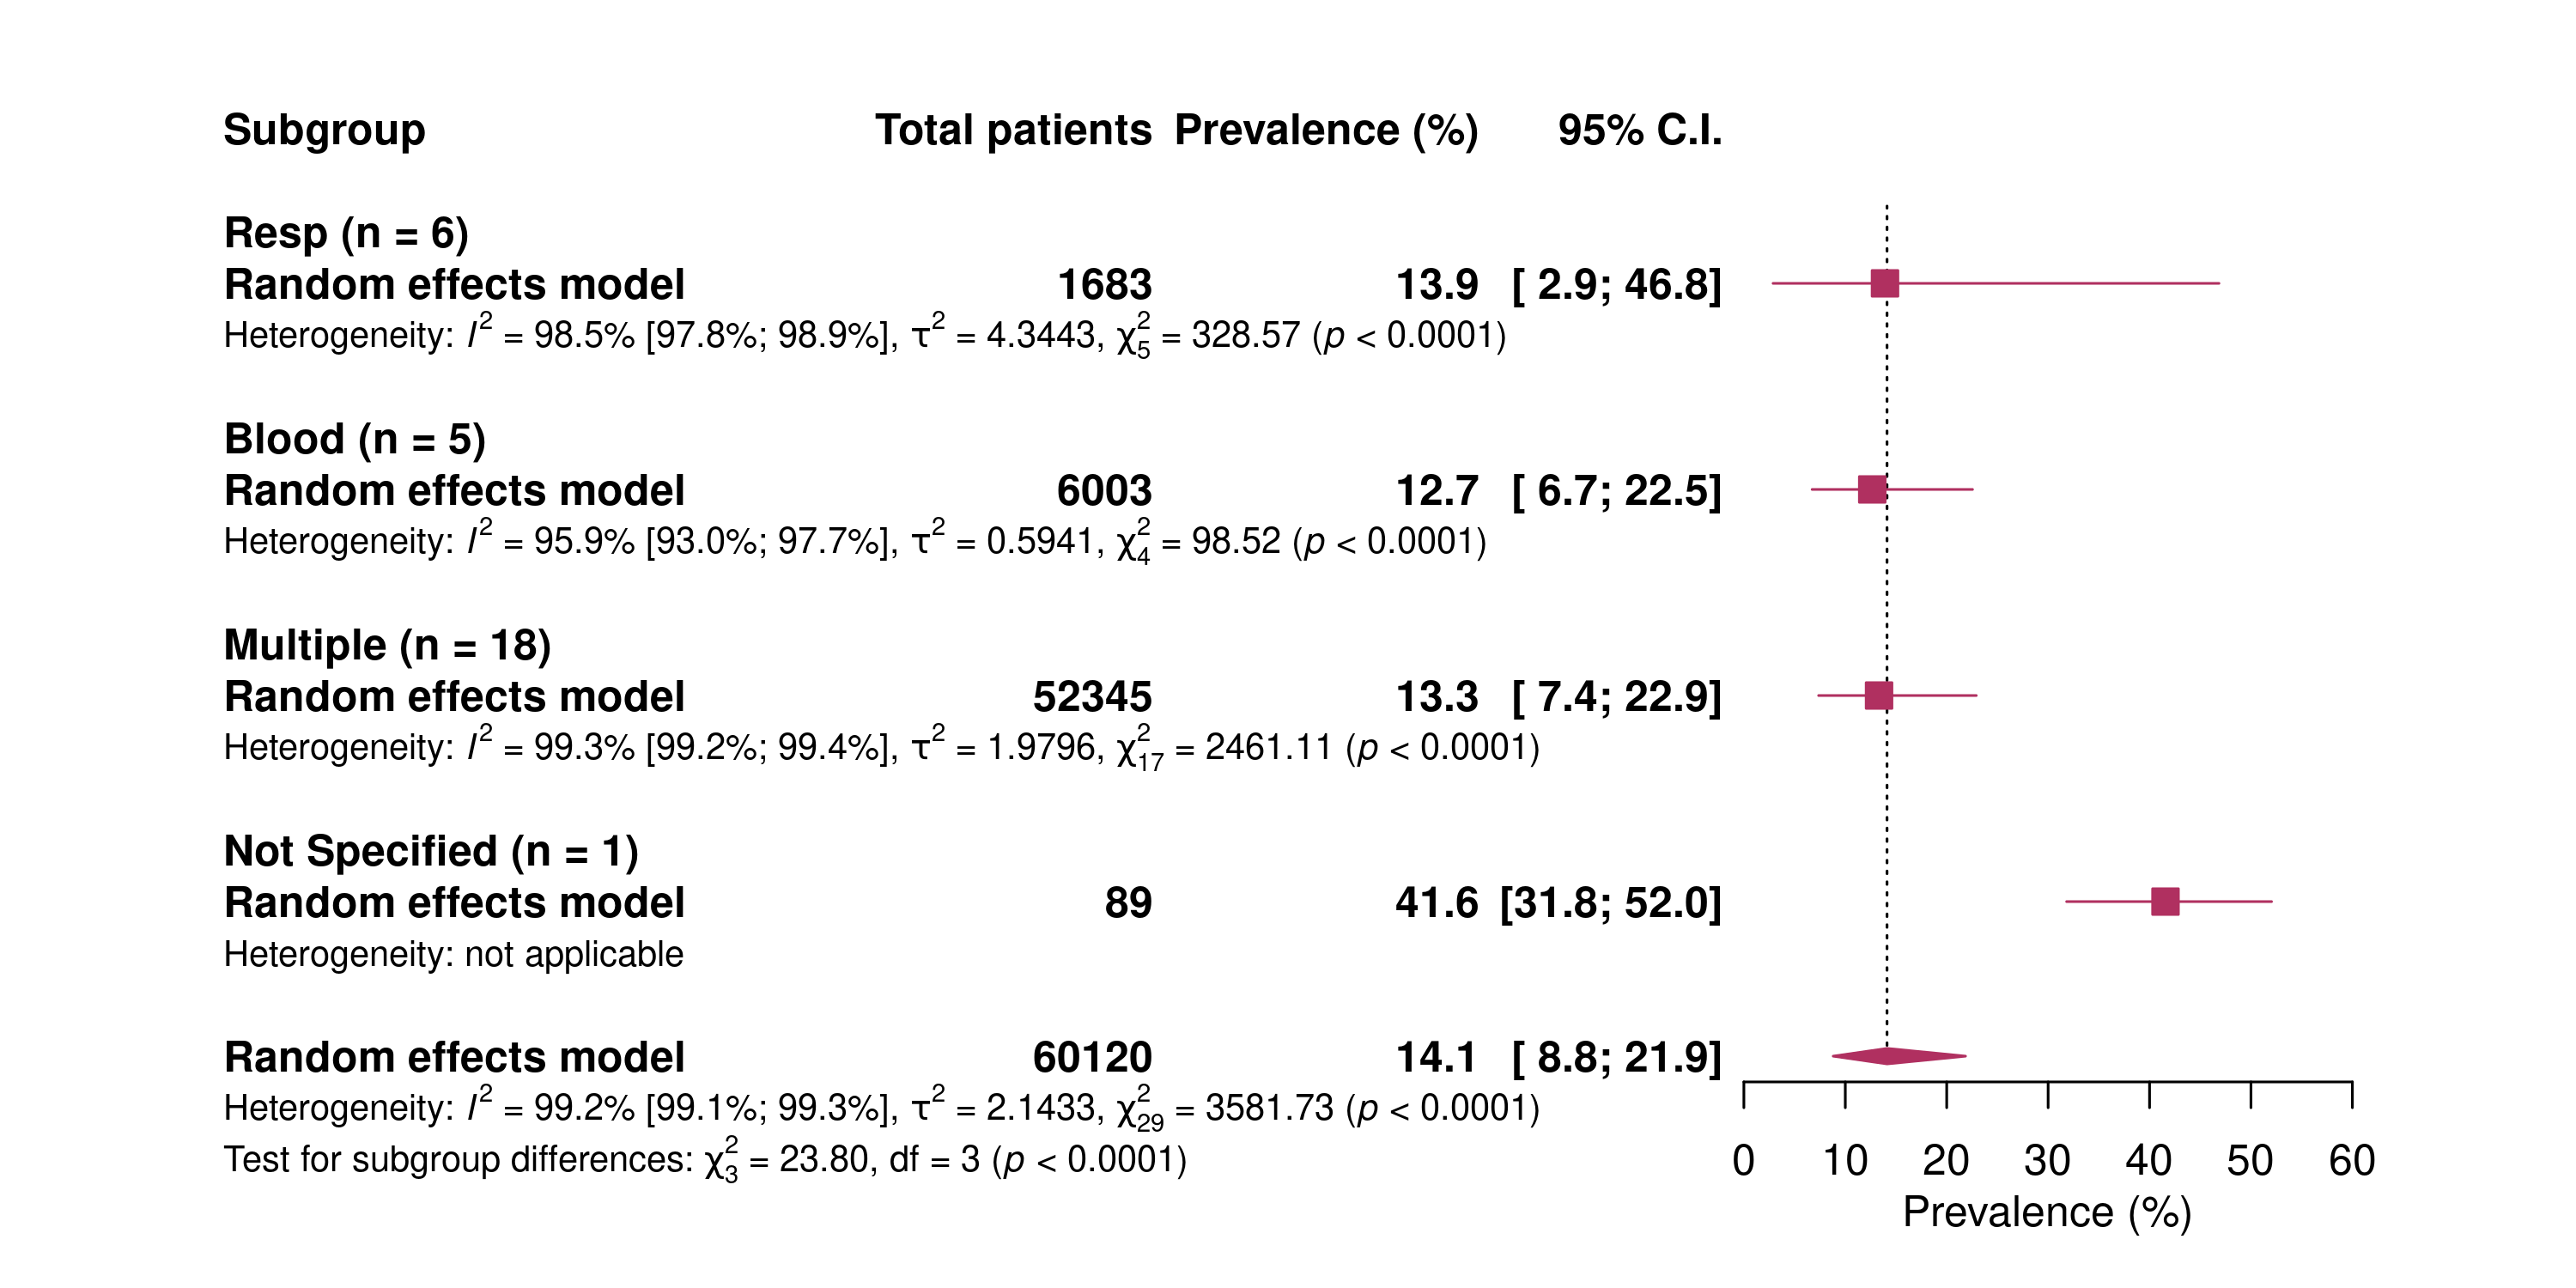 Subgroup Total patients Prevalence (%) 95% C.I.
Resp (n = 6)
Random effects model 1683 13.9 [ 2.9; 46.8]
Heterogeneity: I² = 98.5% [97.8%; 98.9%], τ² = 4.3443, χ²₅ = 328.57 (p < 0.0001)
Blood (n = 5)
Random effects model 6003 12.7 [ 6.7; 22.5]
Heterogeneity: I² = 95.9% [93.0%; 97.7%], τ² = 0.5941, χ²₄ = 98.52 (p < 0.0001)
Multiple (n = 18)
Random effects model 52345 13.3 [ 7.4; 22.9]
Heterogeneity: I² = 99.3% [99.2%; 99.4%], τ² = 1.9796, χ²₁₇ = 2461.11 (p < 0.0001)
Not Specified (n = 1)
Random effects model 89 41.6 [31.8; 52.0]
Heterogeneity: not applicable
Random effects model 60120 14.1 [ 8.8; 21.9]
Heterogeneity: I² = 99.2% [99.1%; 99.3%], τ² = 2.1433, χ²₂₉ = 3581.73 (p < 0.0001)
Test for subgroup differences: χ²₃ = 23.80, df = 3 (p < 0.0001)
0 10 20 30 40 50 60
Prevalence (%)